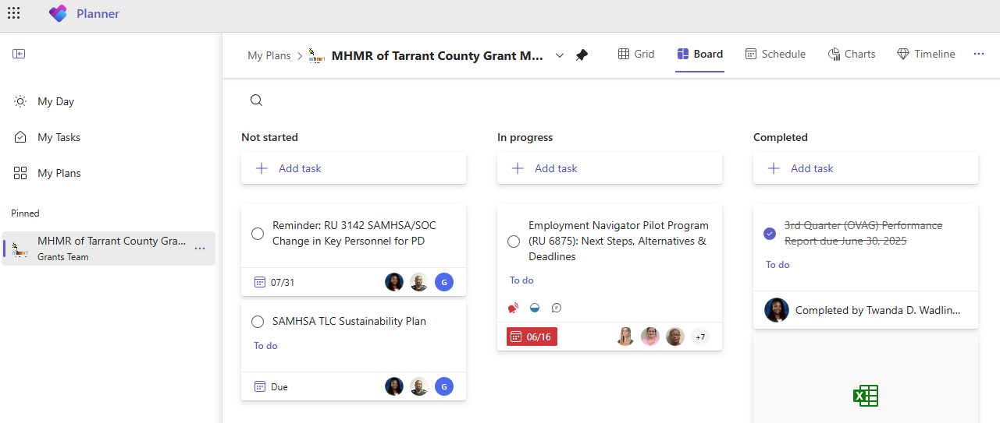 Planner
My Plans
MHMR of Tarrant County Grant M...
Grid
Board
Schedule
Charts
Timeline
My Day
My Tasks
My Plans
Pinned
MHMR of Tarrant County Gra...
Grants Team
Not started
Add task
Reminder: RU 3142 SAMHSA/SOC
Change in Key Personnel for PD
07/31
G
SAMHSA TLC Sustainability Plan
To do
Due
G
In progress
Add task
Employment Navigator Pilot Program
(RU 6875): Next Steps, Alternatives &
Deadlines
To do
06/16
+7
Completed
Add task
3rd Quarter (OVAG) Performance
Report due June 30, 2025
To do
Completed by Twanda D. Wadlin...